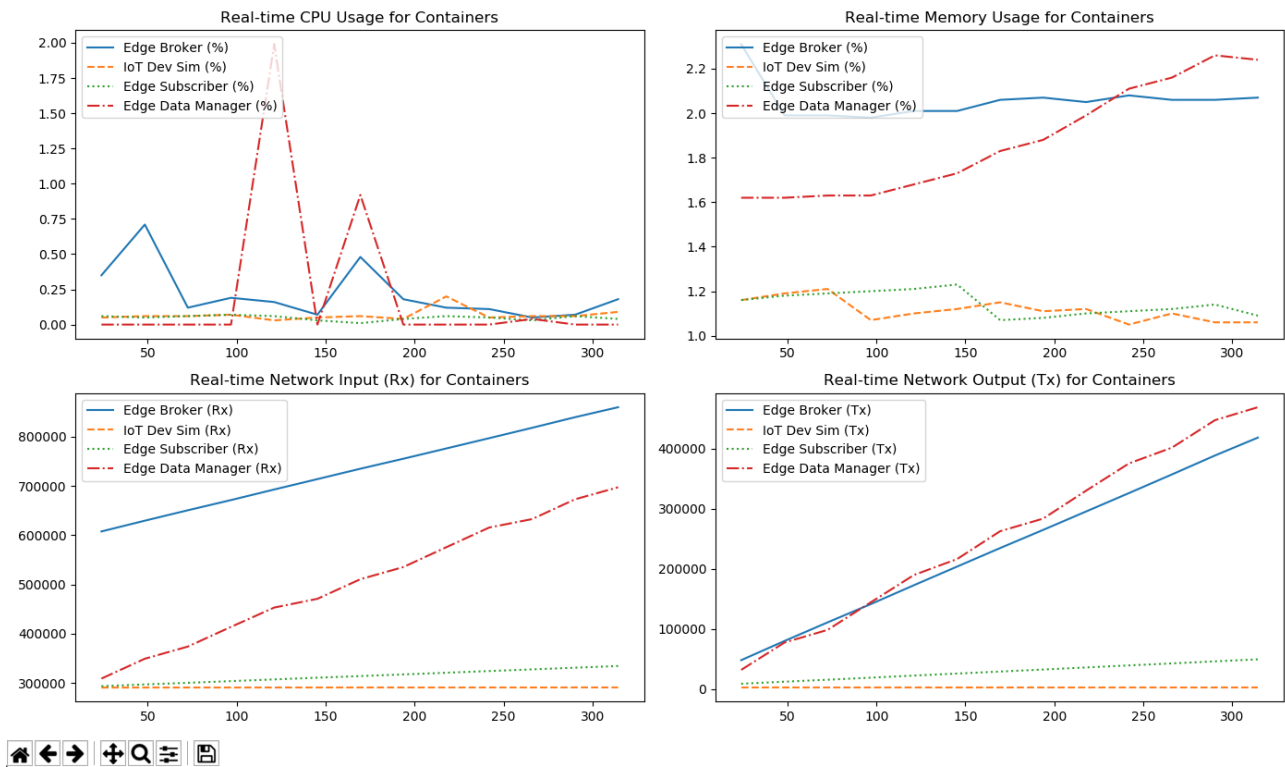 Real-time CPU Usage for Containers
2.00
1.75
1.50
1.25
1.00
0.75
0.50
0.25
0.00
Edge Broker (%)
IoT Dev Sim (%)
Edge Subscriber (%)
Edge Data Manager (%)
50 100 150 200 250 300
Real-time Memory Usage for Containers
2.2
2.0
1.8
1.6
1.4
1.2
1.0
Edge Broker (%)
IoT Dev Sim (%)
Edge Subscriber (%)
Edge Data Manager (%)
50 100 150 200 250 300
Real-time Network Input (Rx) for Containers
800000
700000
600000
500000
400000
300000
Edge Broker (Rx)
IoT Dev Sim (Rx)
Edge Subscriber (Rx)
Edge Data Manager (Rx)
50 100 150 200 250 300
Real-time Network Output (Tx) for Containers
400000
300000
200000
100000
0
Edge Broker (Tx)
IoT Dev Sim (Tx)
Edge Subscriber (Tx)
Edge Data Manager (Tx)
50 100 150 200 250 300